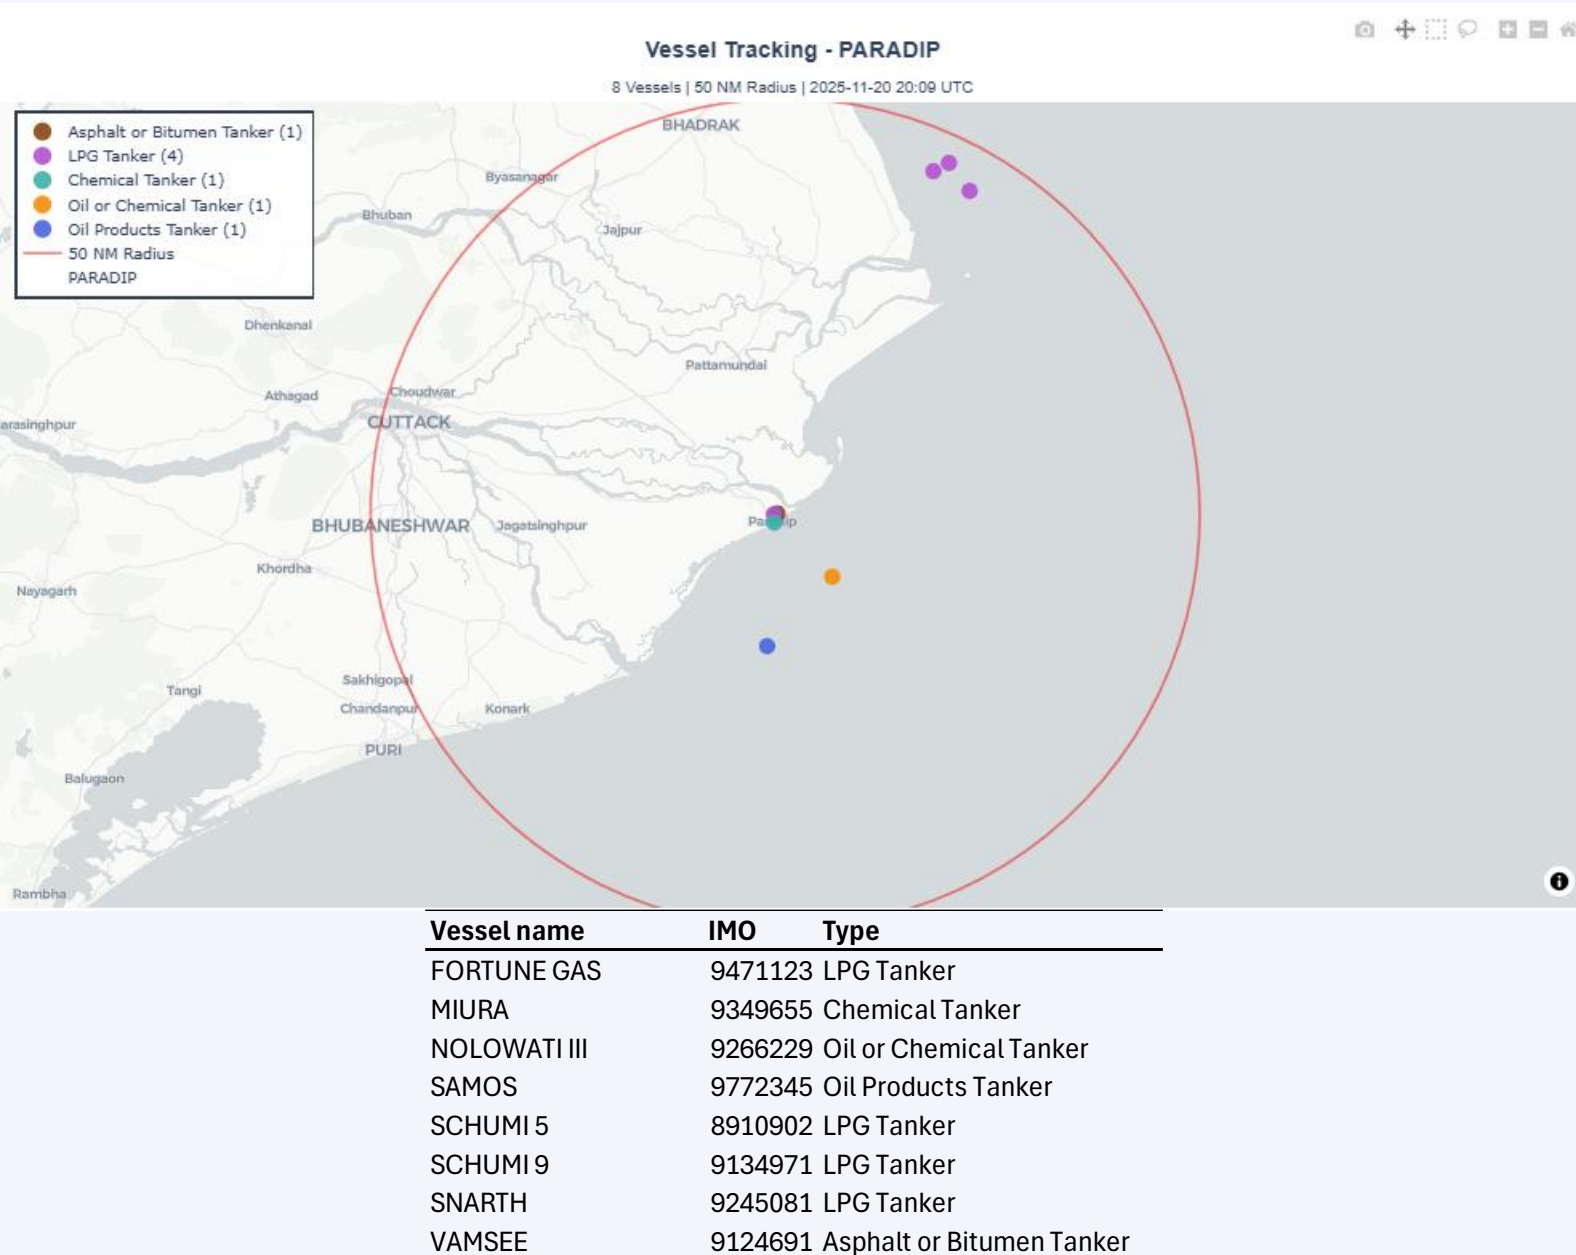 Vessel Tracking - PARADIP
8 Vessels | 50 NM Radius | 2025-11-20 20:09 UTC
Asphalt or Bitumen Tanker (1)
LPG Tanker (4)
Chemical Tanker (1)
Oil or Chemical Tanker (1)
Oil Products Tanker (1)
50 NM Radius
PARADIP
BHADRAK
Byasanagar
Bhuban
Jajpur
Dhenkanal
Pattamundai
Athagad
Choudwar
CUTTACK
arasinghpur
BHUBANESHWAR
Jagatsinghpur
Khordha
Nayagarh
Sakhigopal
Tangi
Chandanpur
Konark
PURI
Balugaon
Rambha
Vessel name IMO Type
FORTUNE GAS 9471123 LPG Tanker
MIURA 9349655 Chemical Tanker
NOLOWATI III 9266229 Oil or Chemical Tanker
SAMOS 9772345 Oil Products Tanker
SCHUMI 5 8910902 LPG Tanker
SCHUMI 9 9134971 LPG Tanker
SNARTH 9245081 LPG Tanker
VAMSEE 9124691 Asphalt or Bitumen Tanker